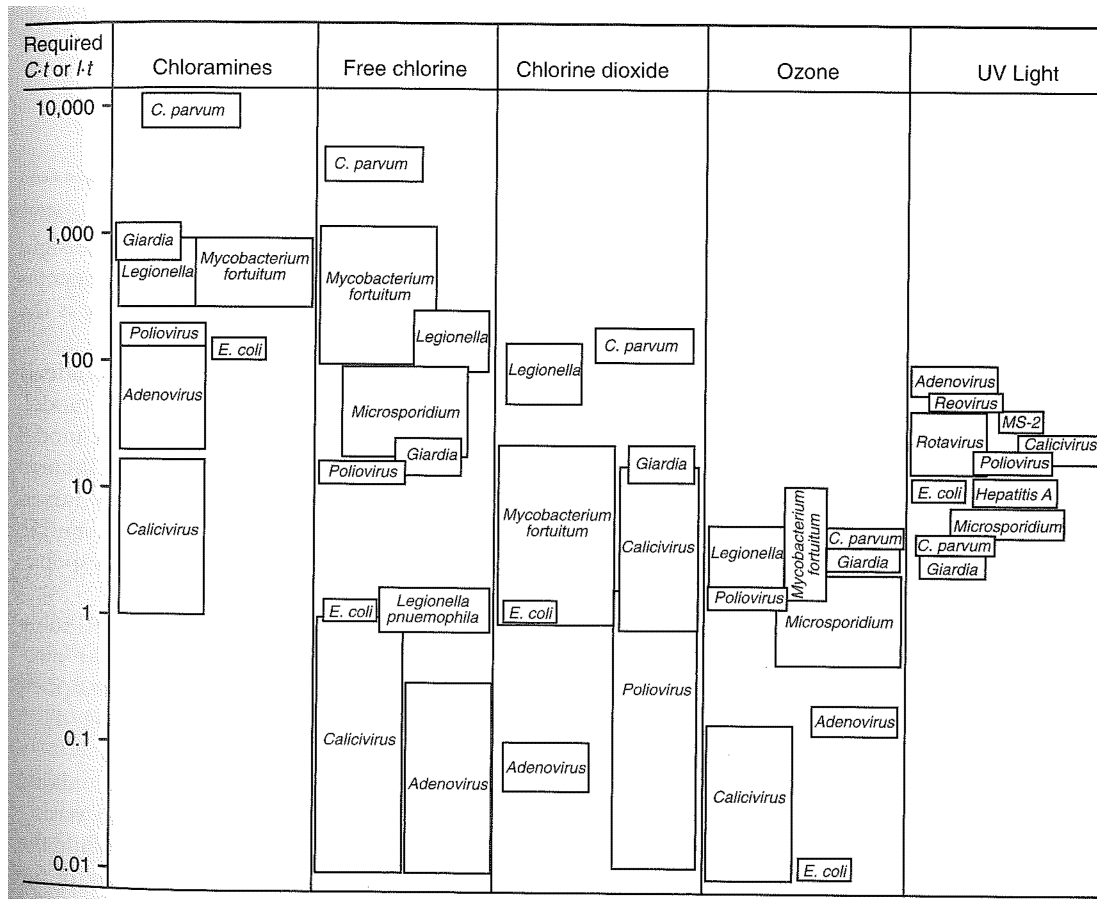 Required
C·t or I·t
Chloramines
Free chlorine
Chlorine dioxide
Ozone
UV Light
10,000
1,000
100
10
1
0.1
0.01
C. parvum
Giardia
Legionella
Mycobacterium
fortuitum
Poliovirus
E. coli
Adenovirus
Calicivirus
C. parvum
Mycobacterium
fortuitum
Legionella
Microsporidium
Giardia
Poliovirus
E. coli
Legionella
pnuemophila
Calicivirus
Adenovirus
C. parvum
Legionella
Giardia
Mycobacterium
fortuitum
Calicivirus
E. coli
Poliovirus
Adenovirus
Legionella
Mycobacterium
fortuitum
C. parvum
Giardia
Poliovirus
Microsporidium
Adenovirus
Calicivirus
E. coli
Adenovirus
Reovirus
MS-2
Rotavirus
Calicivirus
Poliovirus
E. coli
Hepatitis A
Microsporidium
C. parvum
Giardia